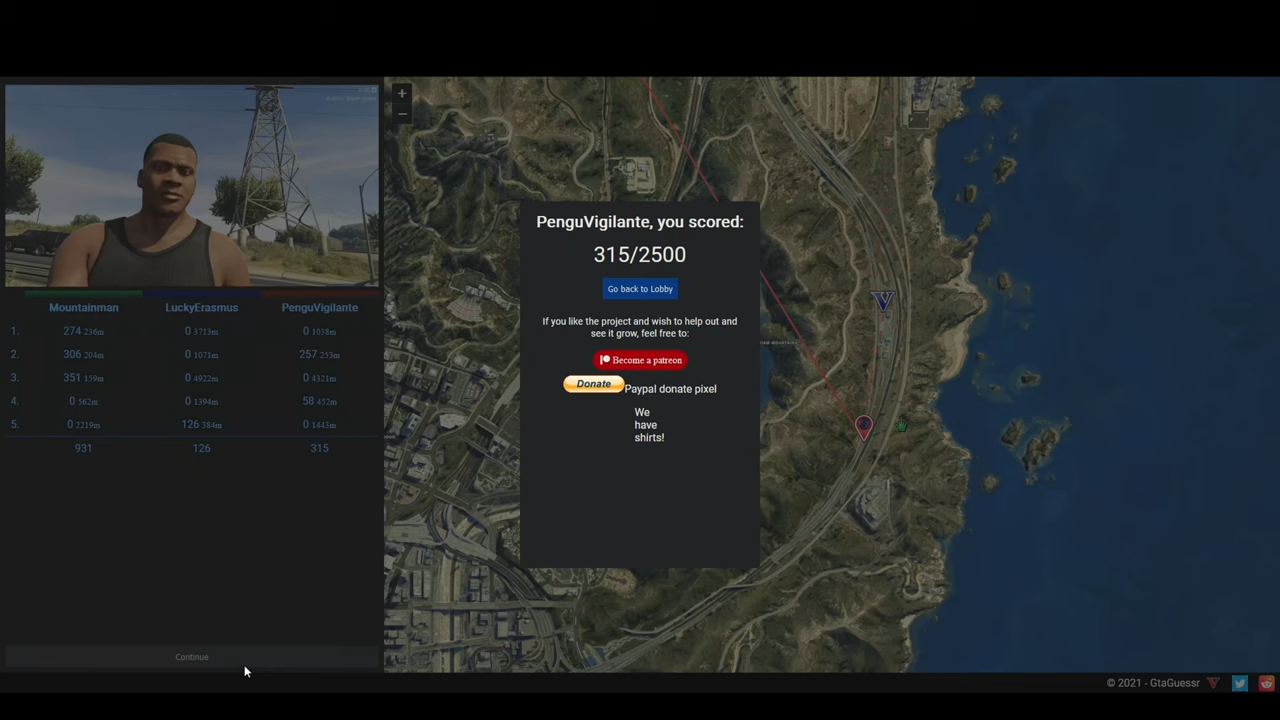 PenguVigilante, you scored:
315/2500
Go back to Lobby
If you like the project and wish to help out and
see it grow, feel free to:
Become a patreon
Donate Paypal donate pixel
We
have
shirts!
Mountainman LuckyErasmus PenguVigilante
1. 274 236m 0 3713m 0 1038m
2. 306 204m 0 1071m 257 253m
3. 351 159m 0 4922m 0 4321m
4. 0 562m 0 1394m 58 452m
5. 0 2219m 126 384m 0 1443m
931 126 315
Continue
© 2021 - GtaGuessr